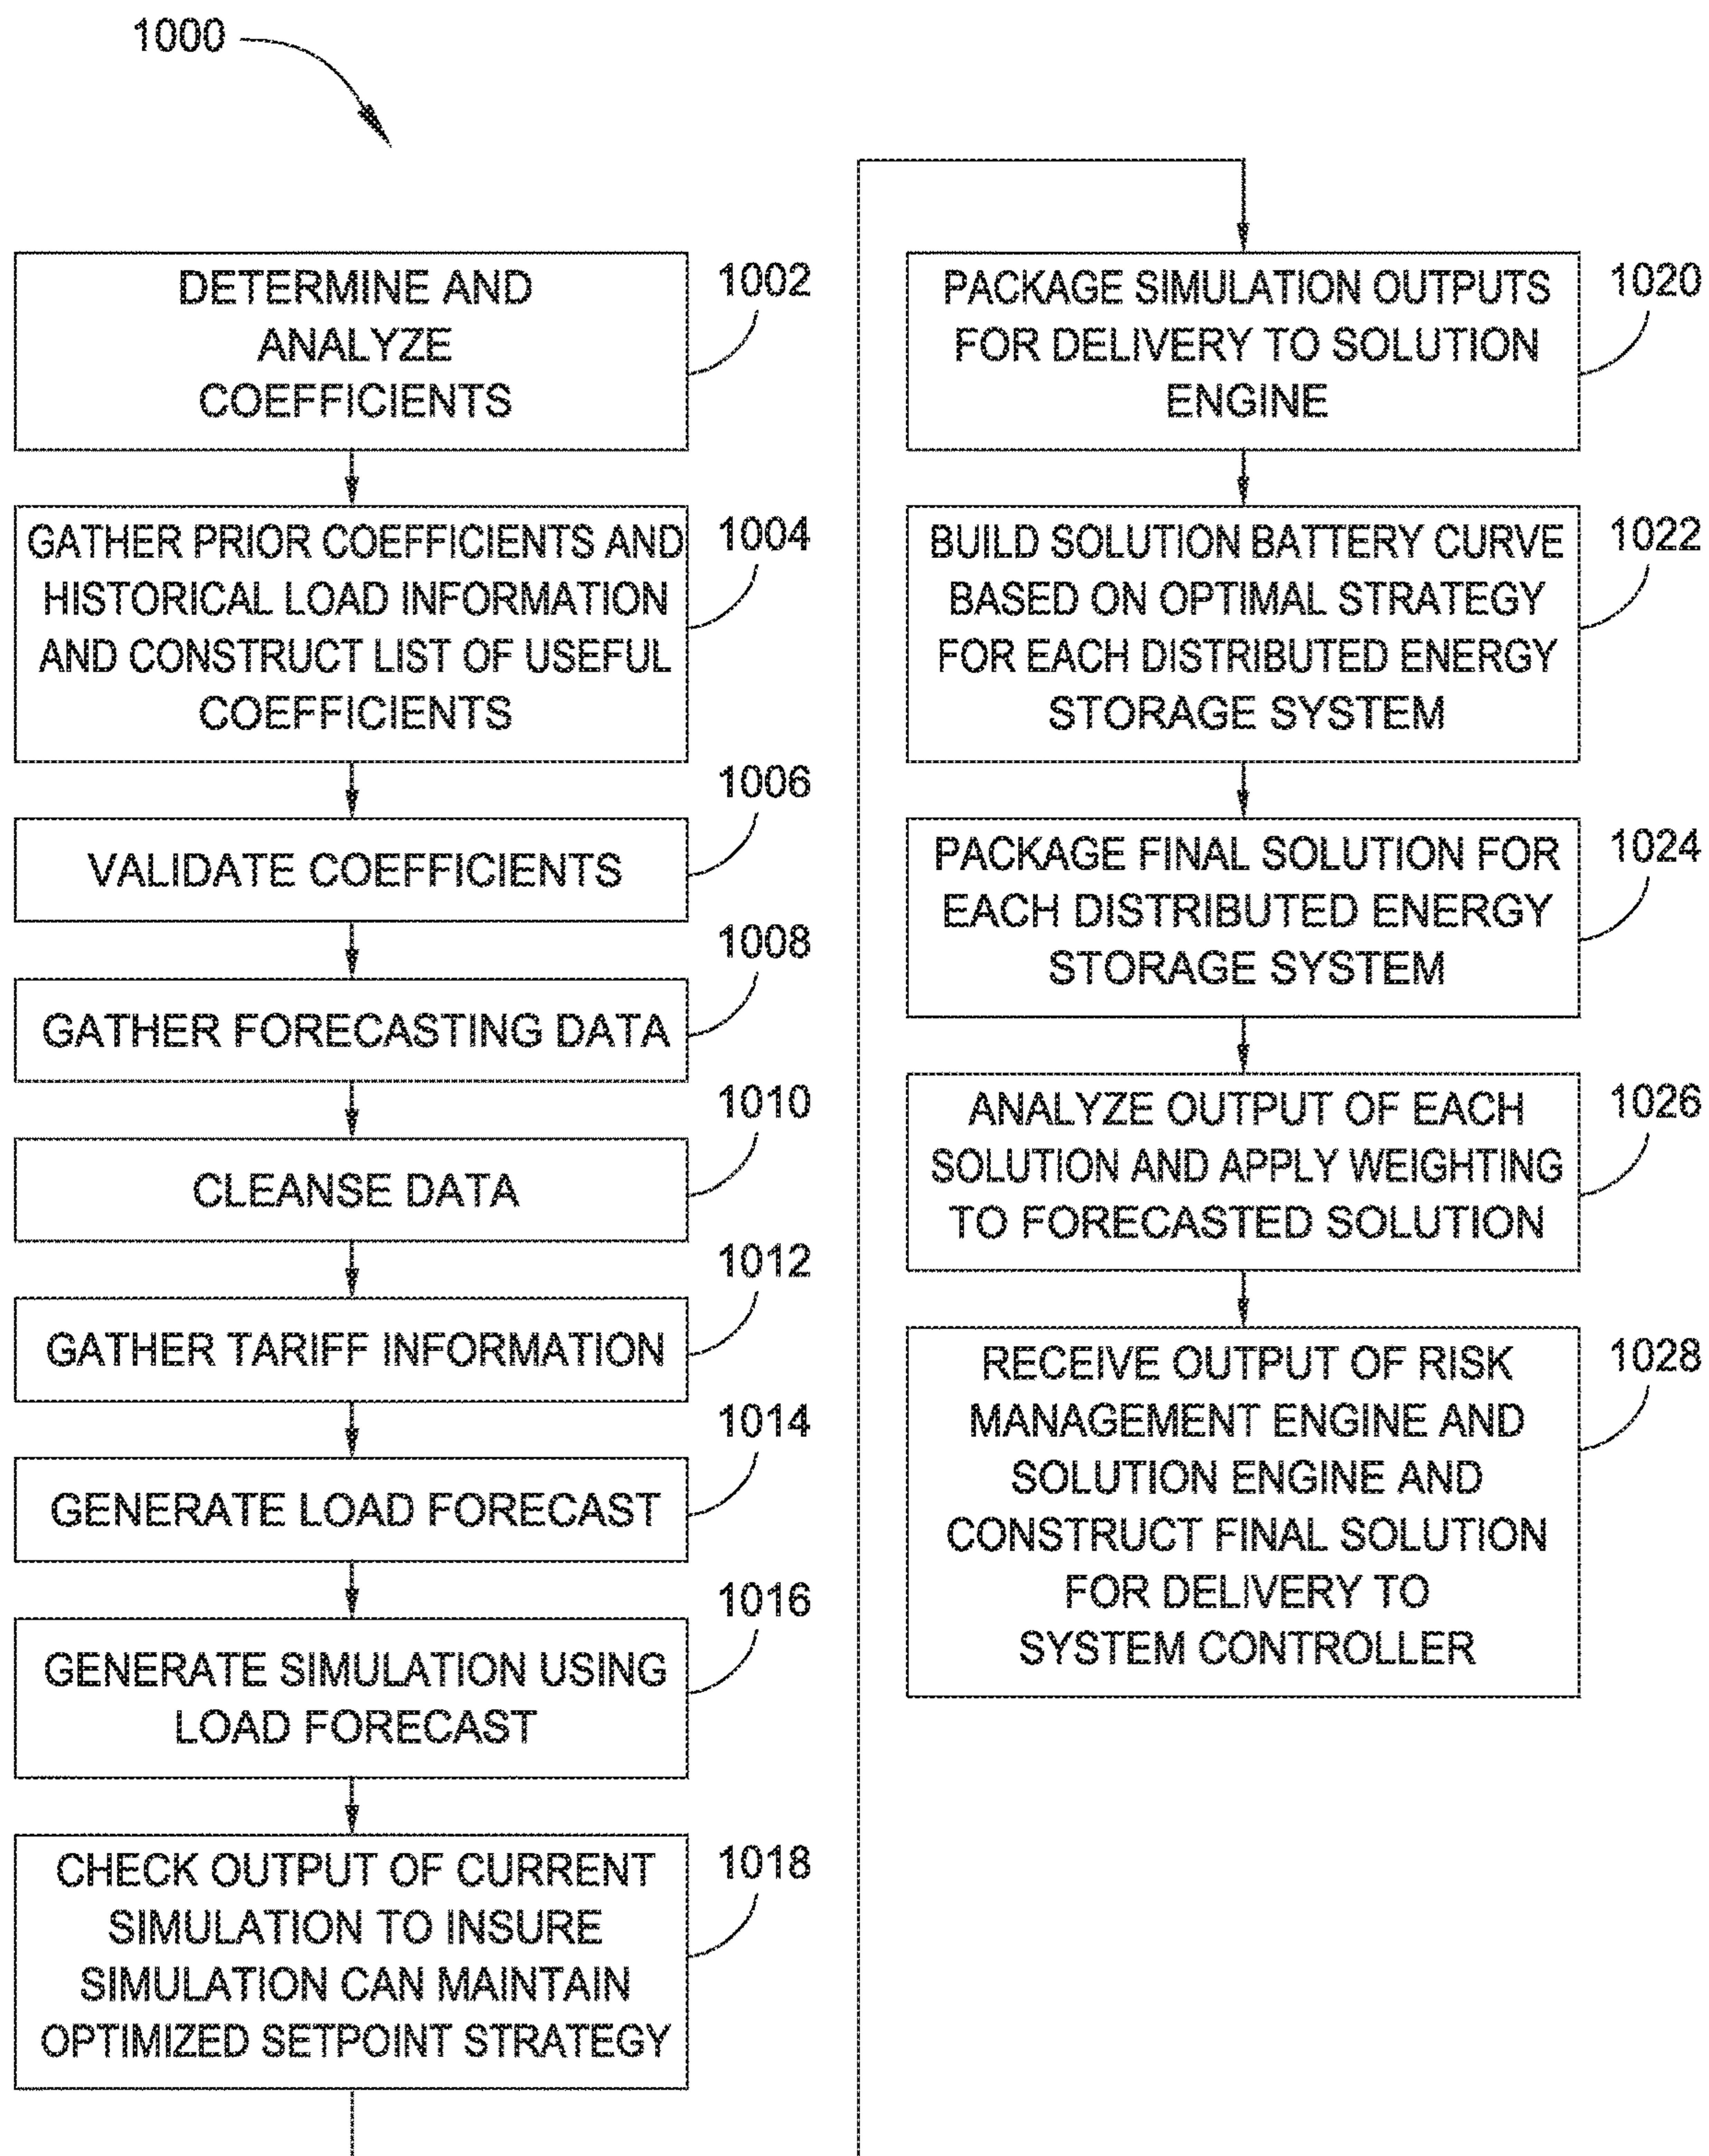 1000
DETERMINE AND
ANALYZE
COEFFICIENTS
1002
GATHER PRIOR COEFFICIENTS AND
HISTORICAL LOAD INFORMATION
AND CONSTRUCT LIST OF USEFUL
COEFFICIENTS
1004
VALIDATE COEFFICIENTS
1006
GATHER FORECASTING DATA
1008
CLEANSE DATA
1010
GATHER TARIFF INFORMATION
1012
GENERATE LOAD FORECAST
1014
GENERATE SIMULATION USING
LOAD FORECAST
1016
CHECK OUTPUT OF CURRENT
SIMULATION TO INSURE
SIMULATION CAN MAINTAIN
OPTIMIZED SETPOINT STRATEGY
1018
PACKAGE SIMULATION OUTPUTS
FOR DELIVERY TO SOLUTION
ENGINE
1020
BUILD SOLUTION BATTERY CURVE
BASED ON OPTIMAL STRATEGY
FOR EACH DISTRIBUTED ENERGY
STORAGE SYSTEM
1022
PACKAGE FINAL SOLUTION FOR
EACH DISTRIBUTED ENERGY
STORAGE SYSTEM
1024
ANALYZE OUTPUT OF EACH
SOLUTION AND APPLY WEIGHTING
TO FORECASTED SOLUTION
1026
RECEIVE OUTPUT OF RISK
MANAGEMENT ENGINE AND
SOLUTION ENGINE AND
CONSTRUCT FINAL SOLUTION
FOR DELIVERY TO
SYSTEM CONTROLLER
1028